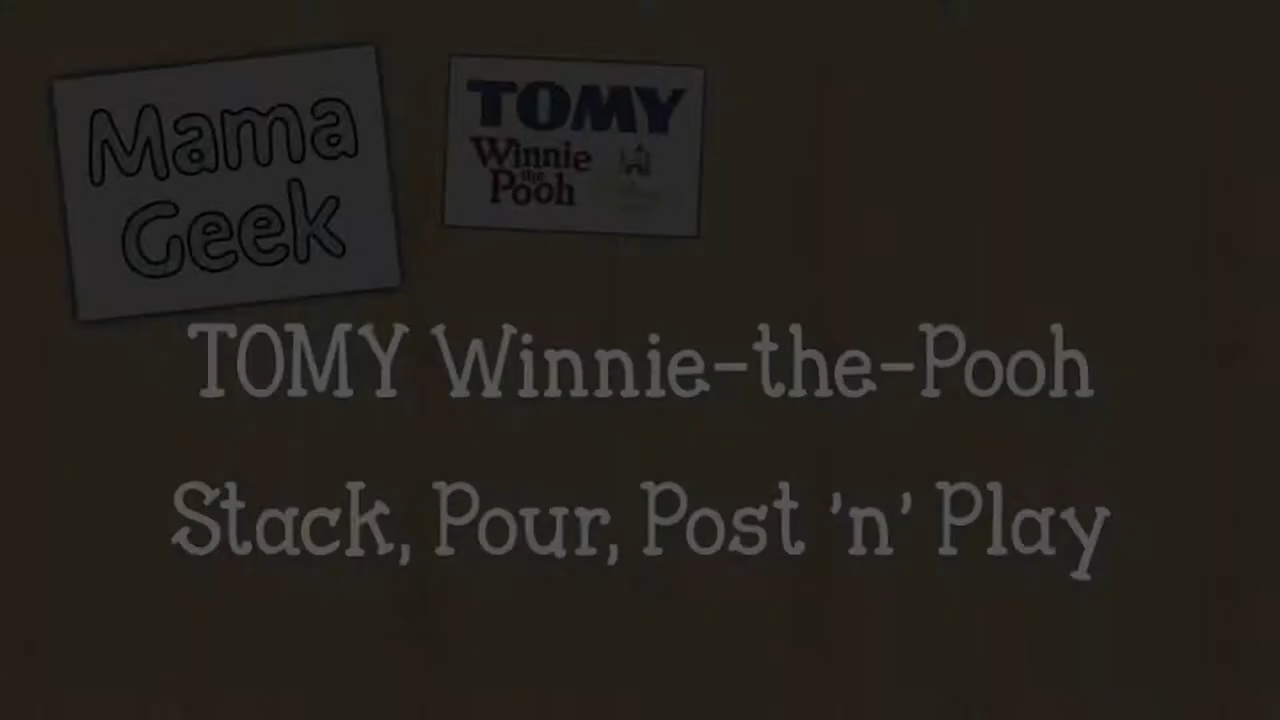 Mama
Geek
TOMY
Winnie
the
Pooh
TOMY Winnie-the-Pooh
Stack, Pour, Post 'n' Play